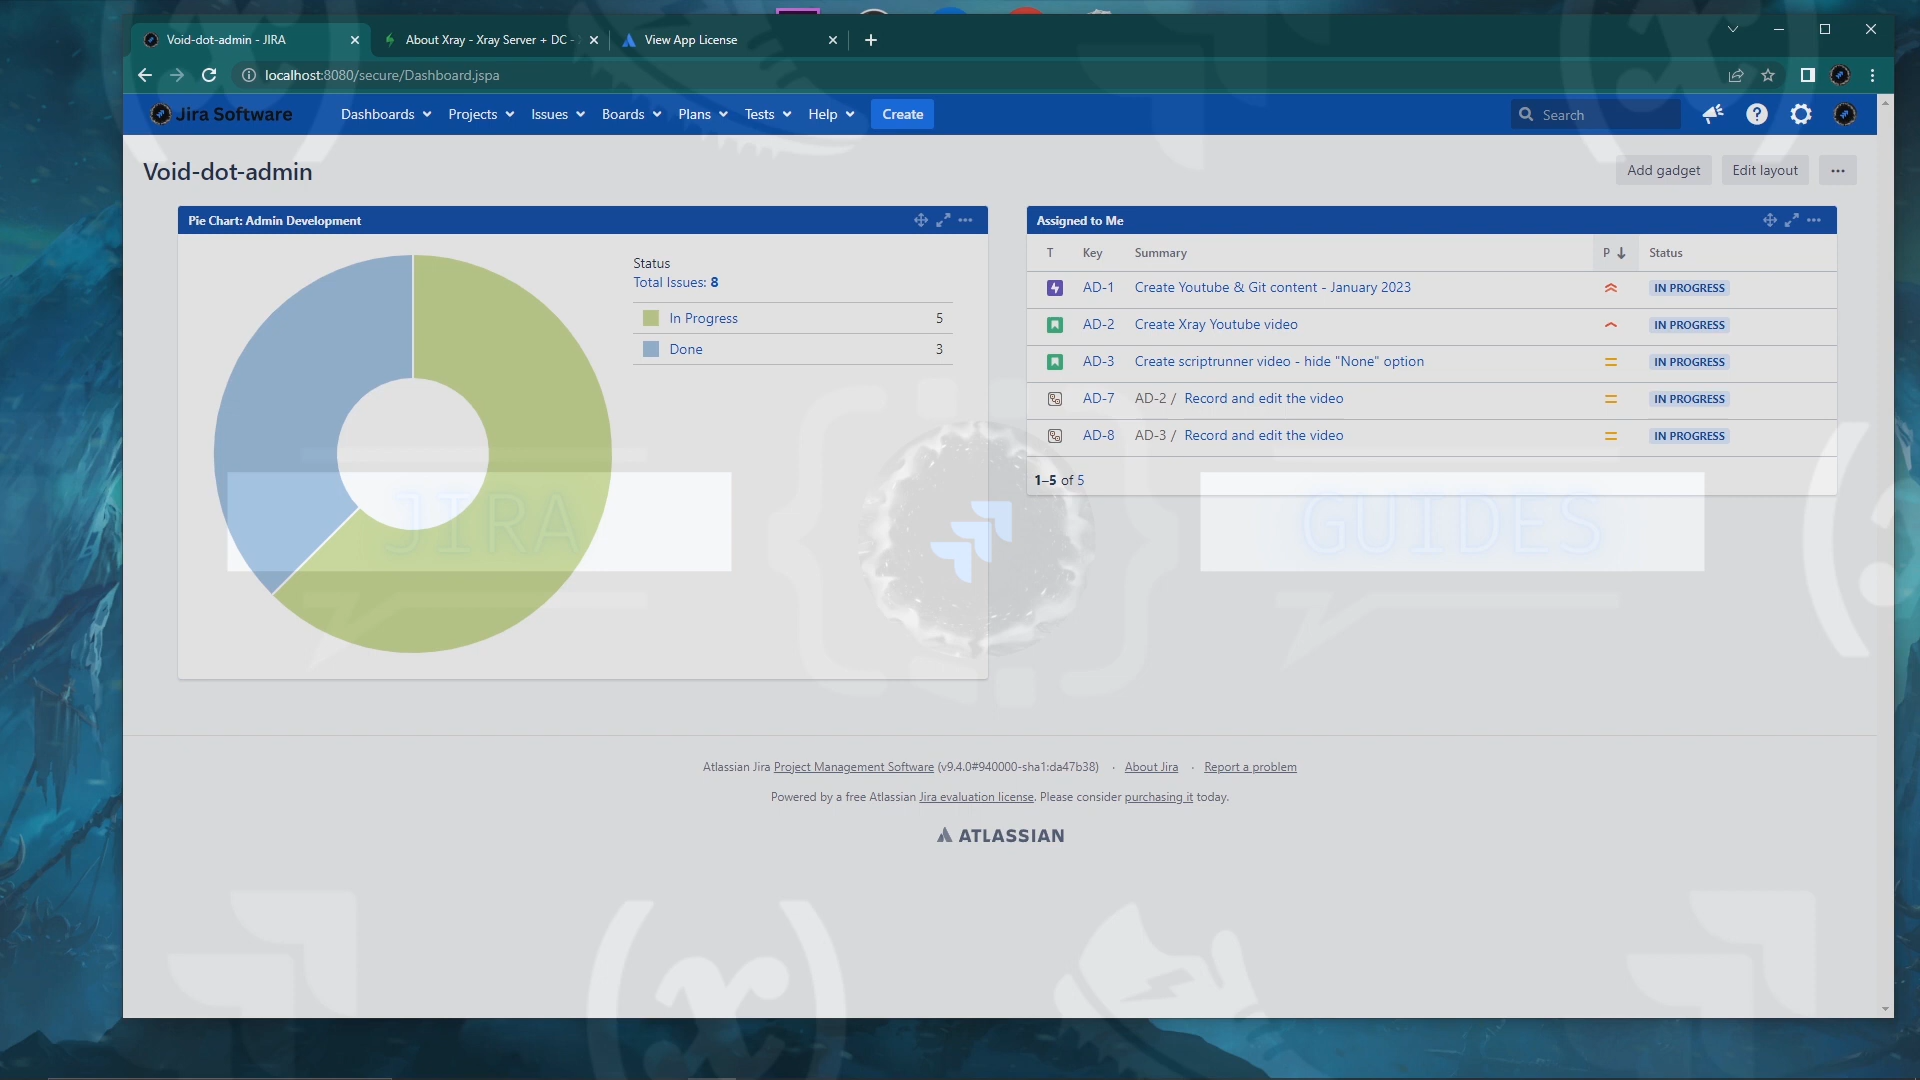 Void-dot-admin - JIRA
About Xray - Xray Server + DC -
View App License
localhost:8080/secure/Dashboard.jspa
Jira Software
Dashboards
Projects
Issues
Boards
Plans
Tests
Help
Create
Search
Void-dot-admin
Add gadget
Edit layout
Pie Chart: Admin Development
Status
Total Issues: 8
In Progress 5
Done 3
Assigned to Me
T Key Summary P Status
AD-1 Create Youtube & Git content - January 2023 IN PROGRESS
AD-2 Create Xray Youtube video IN PROGRESS
AD-3 Create scriptrunner video - hide "None" option IN PROGRESS
AD-7 AD-2 / Record and edit the video IN PROGRESS
AD-8 AD-3 / Record and edit the video IN PROGRESS
1–5 of 5
JIRA
GUIDES
Atlassian Jira Project Management Software (v9.4.0#940000-sha1:da47b38) · About Jira · Report a problem
Powered by a free Atlassian Jira evaluation license. Please consider purchasing it today.
ATLASSIAN
(x)